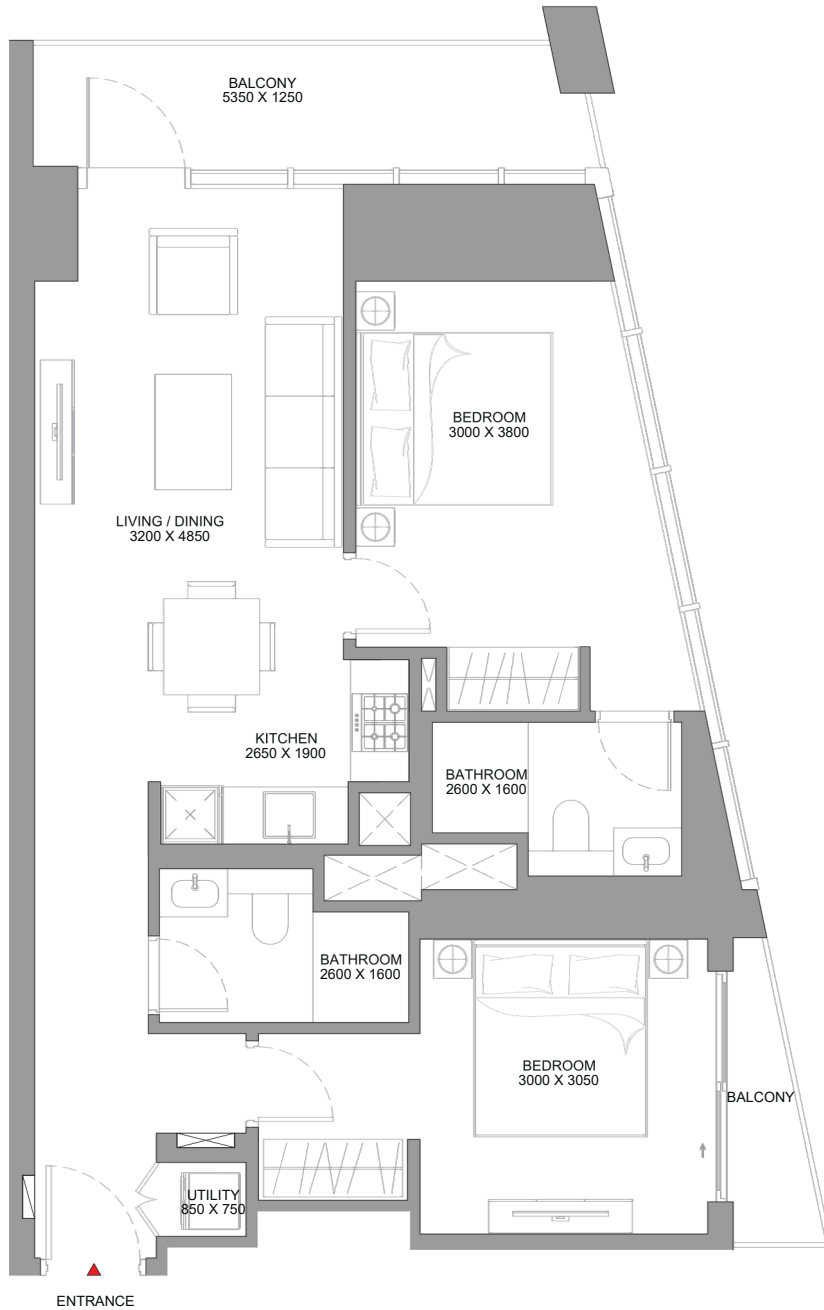 BALCONY
5350 X 1250
BEDROOM
3000 X 3800
LIVING / DINING
3200 X 4850
KITCHEN
2650 X 1900
BATHROOM
2600 X 1600
BATHROOM
2600 X 1600
BEDROOM
3000 X 3050
BALCONY
UTILITY
850 X 750
ENTRANCE